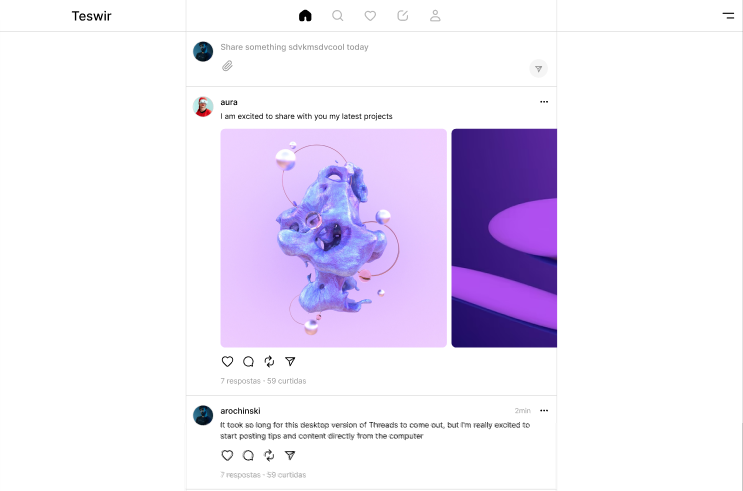 Teswir
Share something sdvkmsdvcool today
aura
I am excited to share with you my latest projects
7 respostas · 59 curtidas
arochinski
2min
It took so long for this desktop version of Threads to come out, but I'm really excited to
start posting tips and content directly from the computer
7 respostas · 59 curtidas